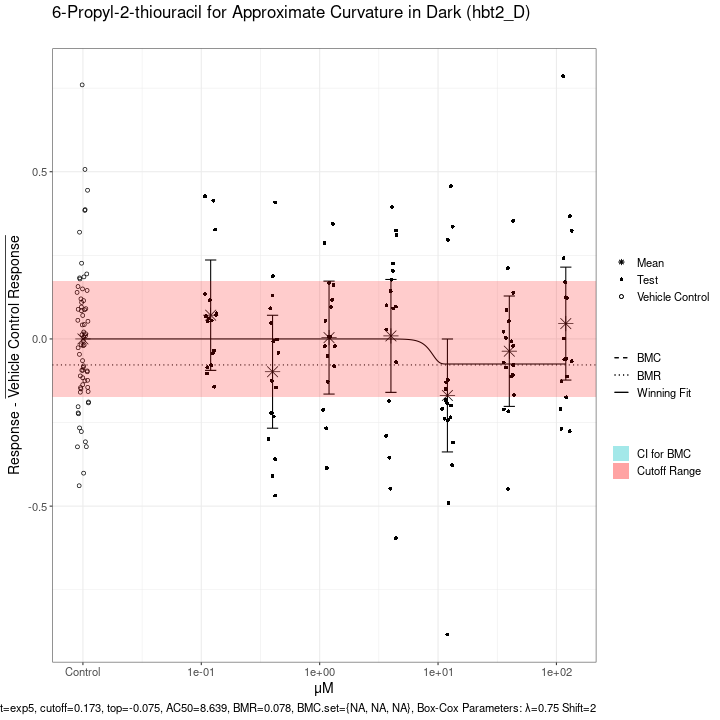 6-Propyl-2-thiouracil for Approximate Curvature in Dark (hbt2_D)
Response - Vehicle Control Response
0.5
0.0
-0.5
Control
1e-01
1e+00
1e+01
1e+02
μM
Mean
Test
Vehicle Control
BMC
BMR
Winning Fit
CI for BMC
Cutoff Range
t=exp5, cutoff=0.173, top=-0.075, AC50=8.639, BMR=0.078, BMC.set={NA, NA, NA}, Box-Cox Parameters: λ=0.75 Shift=2